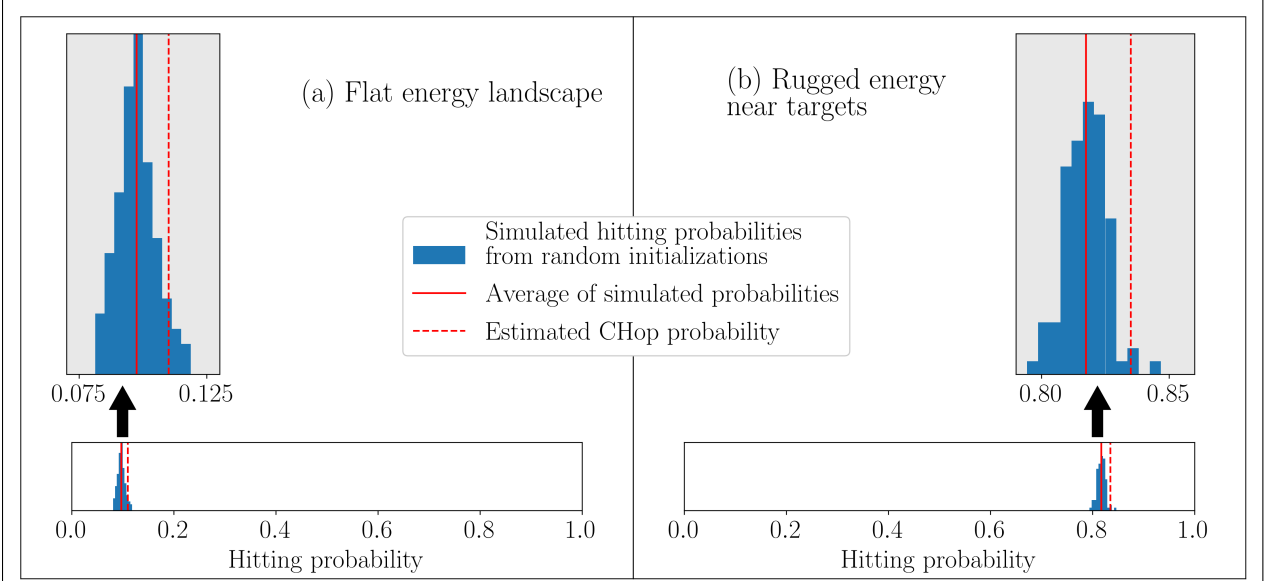 (a) Flat energy landscape
0.075 0.125
0.0 0.2 0.4 0.6 0.8 1.0
Hitting probability
(b) Rugged energy
near targets
0.80 0.85
0.0 0.2 0.4 0.6 0.8 1.0
Hitting probability
Simulated hitting probabilities
from random initializations
Average of simulated probabilities
Estimated CHop probability